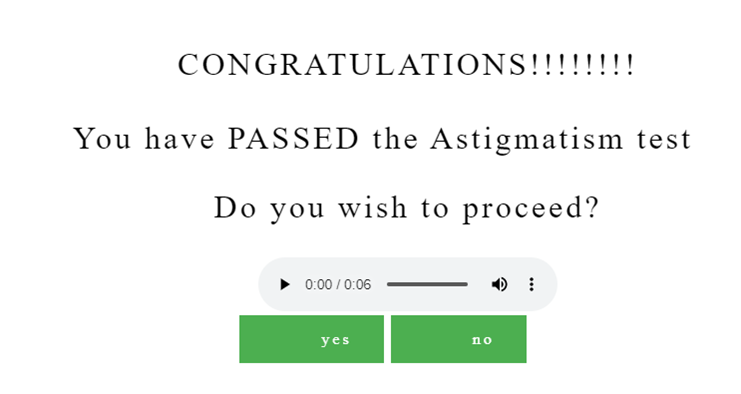 CONGRATULATIONS!!!!!!!!
You have PASSED the Astigmatism test
Do you wish to proceed?
0:00 / 0:06
yes no